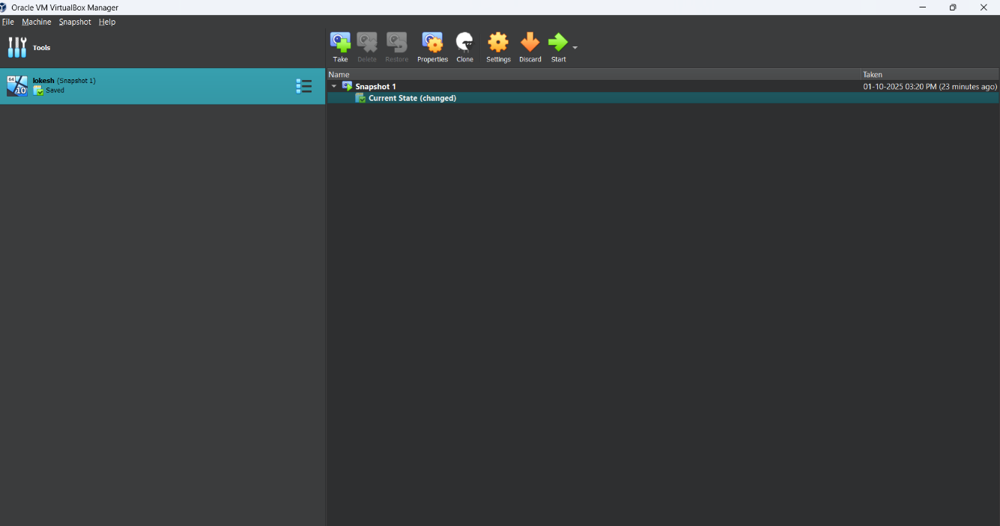 Oracle VM VirtualBox Manager
File Machine Snapshot Help
Tools
Take Delete Restore Properties Clone Settings Discard Start
64
10
lokesh (Snapshot 1)
Saved
Name Taken
Snapshot 1 01-10-2025 03:20 PM (23 minutes ago)
Current State (changed)